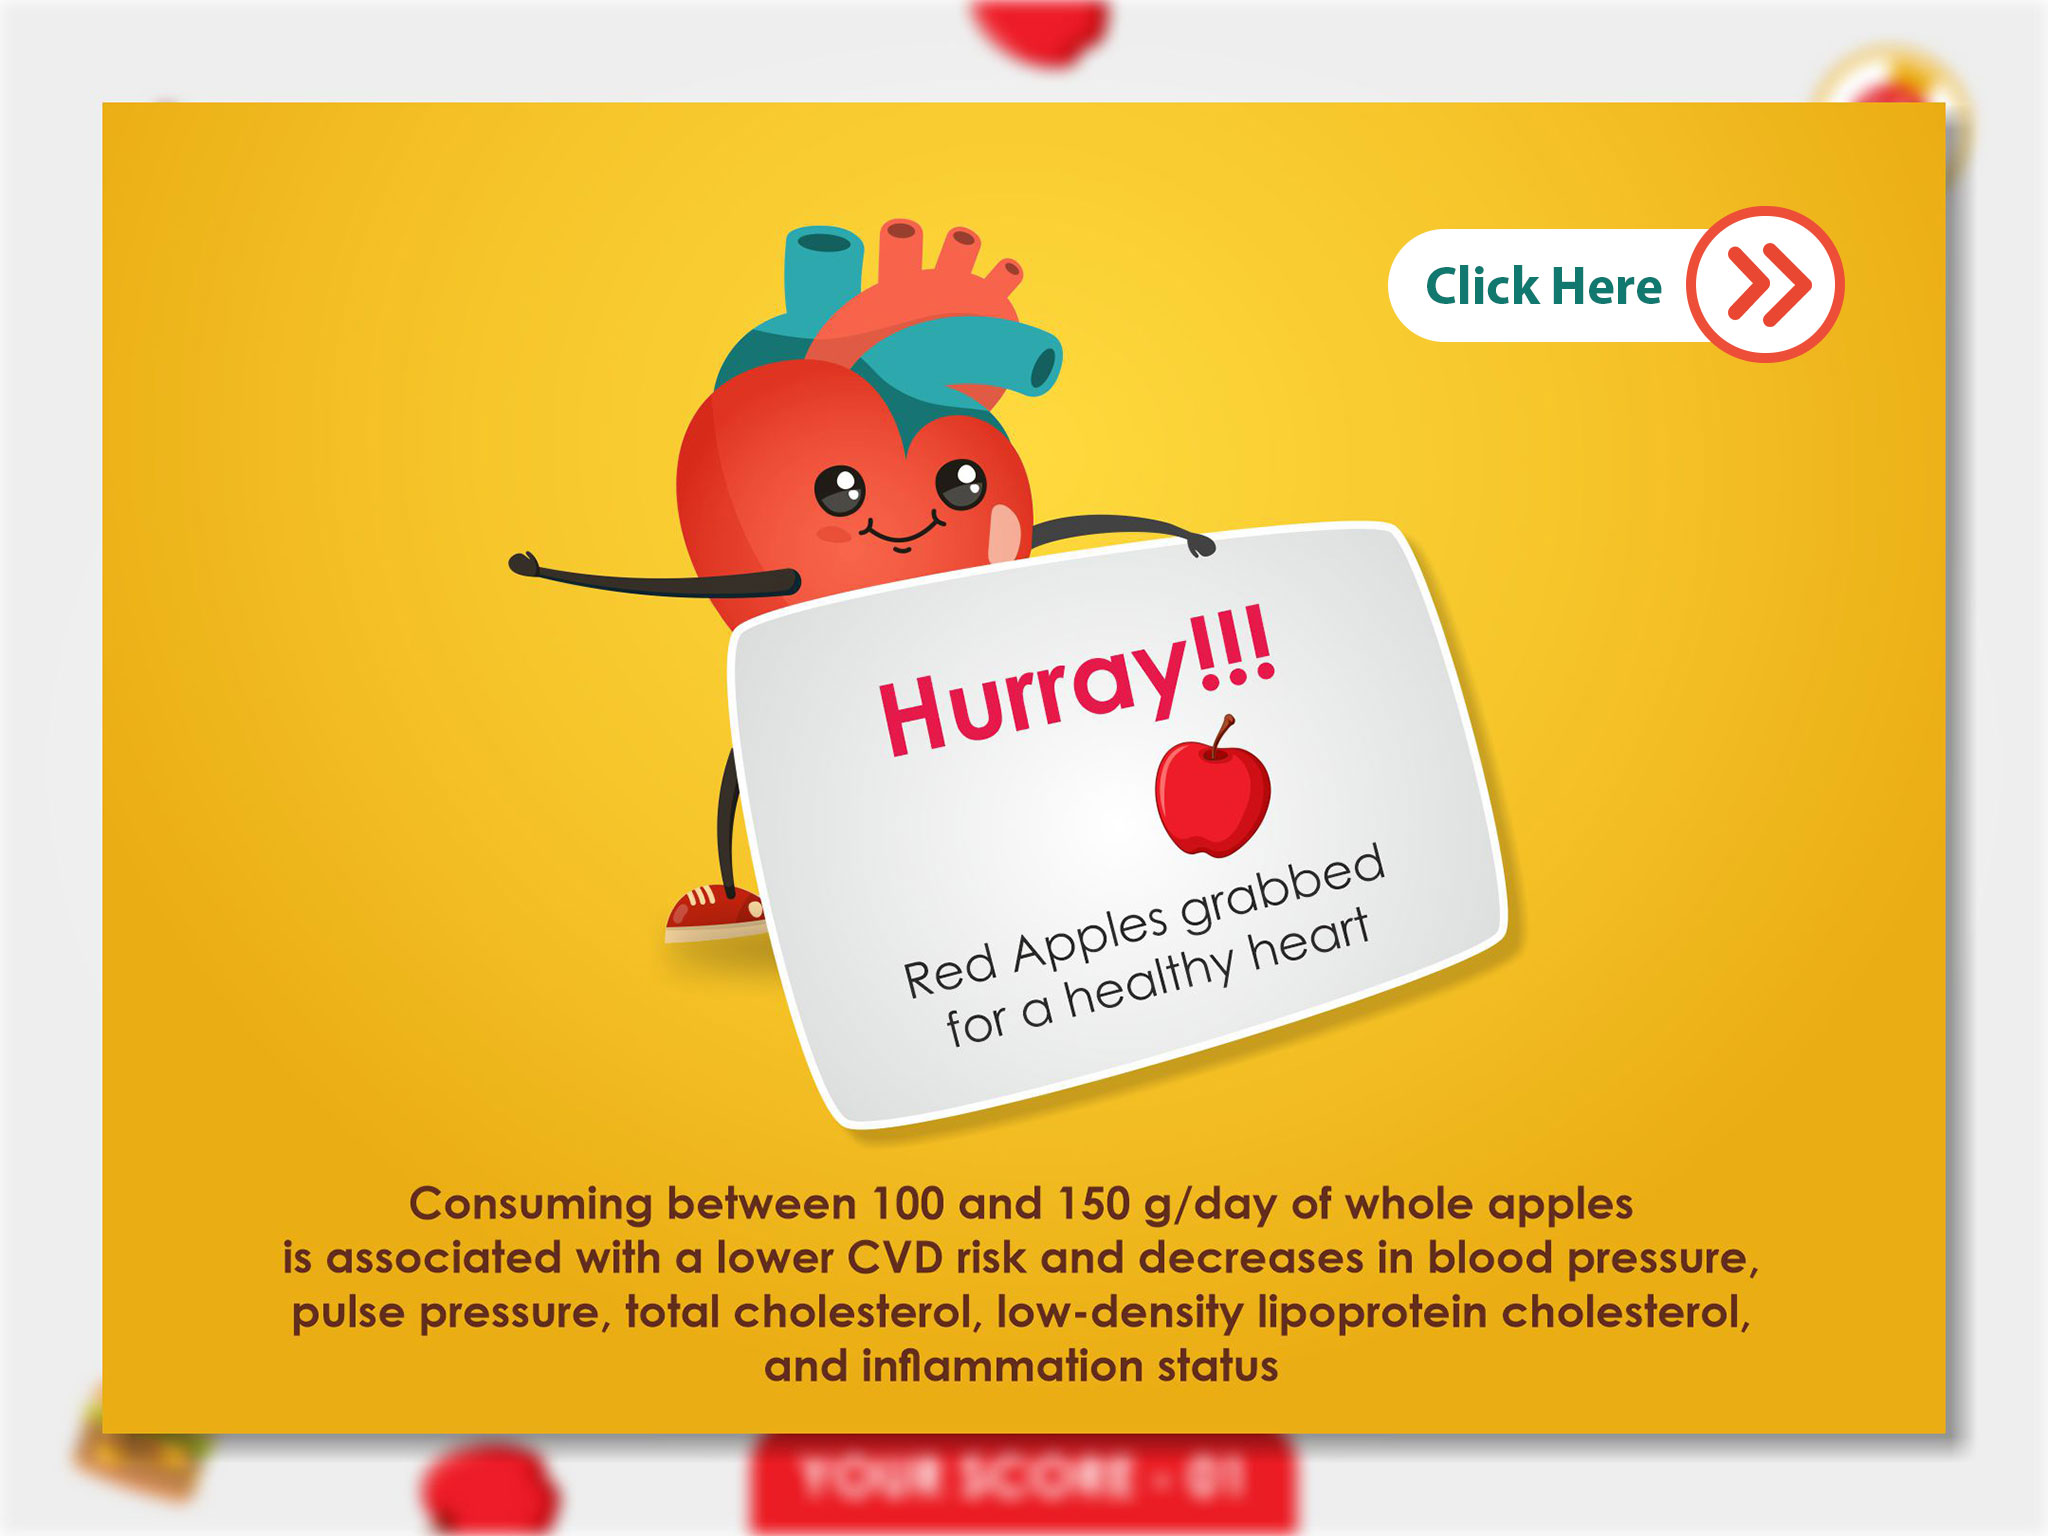 Click Here
Hurray!!!
Red Apples grabbed
for a healthy heart
Consuming between 100 and 150 g/day of whole apples
is associated with a lower CVD risk and decreases in blood pressure,
pulse pressure, total cholesterol, low-density lipoprotein cholesterol,
and inflammation status
YOUR SCORE - 01